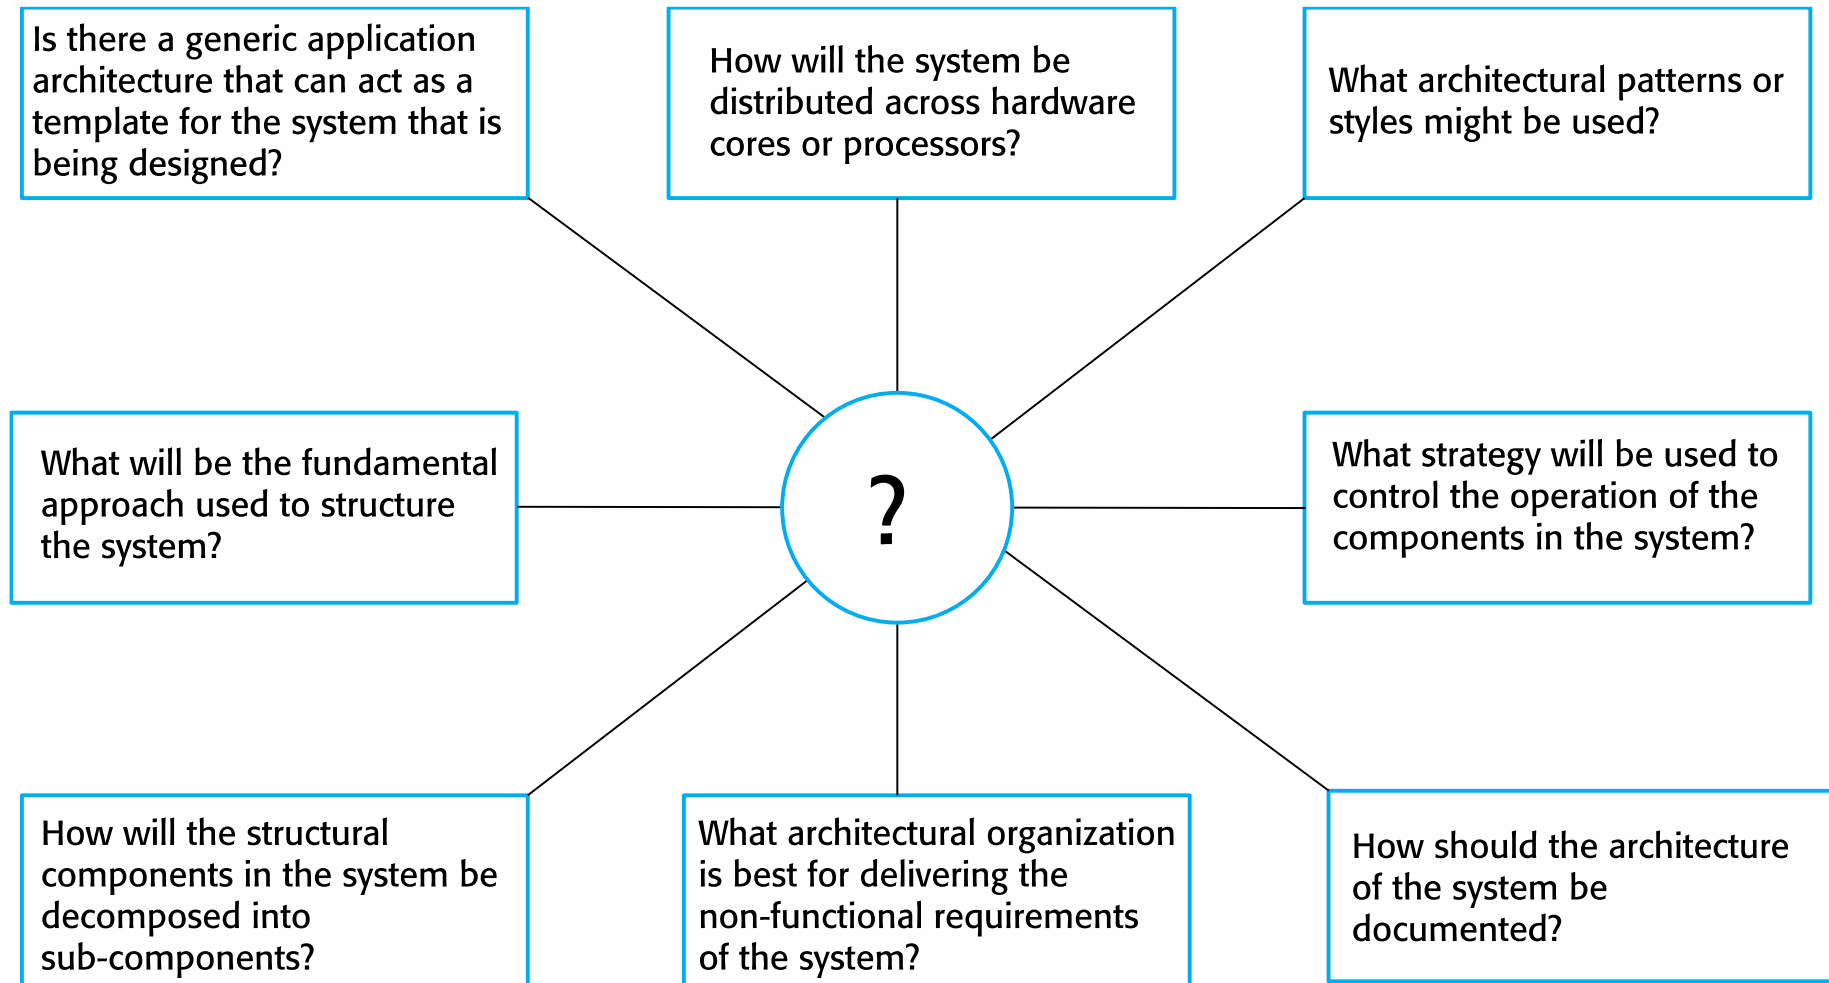 Is there a generic application
architecture that can act as a
template for the system that is
being designed?
How will the system be
distributed across hardware
cores or processors?
What architectural patterns or
styles might be used?
What will be the fundamental
approach used to structure
the system?
?
What strategy will be used to
control the operation of the
components in the system?
How will the structural
components in the system be
decomposed into
sub-components?
What architectural organization
is best for delivering the
non-functional requirements
of the system?
How should the architecture
of the system be
documented?